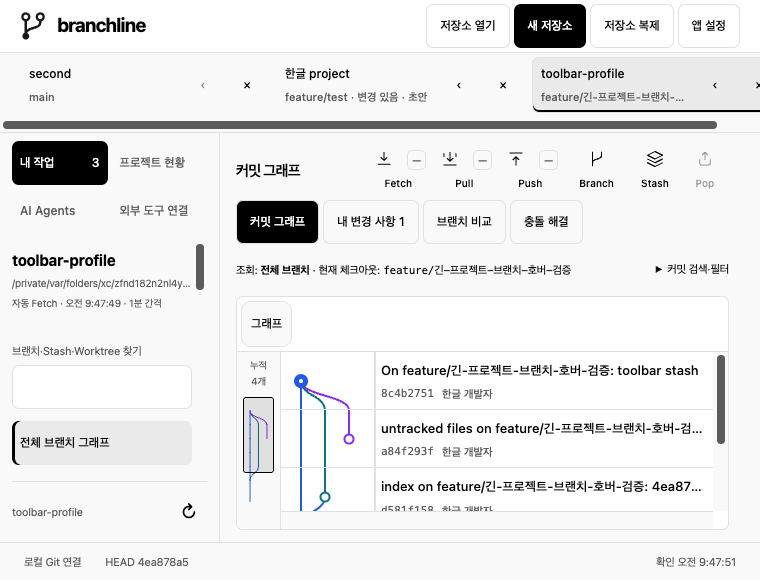 branchline
저장소 열기
새 저장소
저장소 복제
앱 설정
second
main
한글 project
feature/test · 변경 있음 · 초안
toolbar-profile
feature/긴-프로젝트-브랜치-...
내 작업 3
프로젝트 현황
AI Agents
외부 도구 연결
toolbar-profile
/private/var/folders/xc/zfnd182n2nl4y...
자동 Fetch · 오전 9:47:49 · 1분 간격
브랜치·Stash·Worktree 찾기
전체 브랜치 그래프
toolbar-profile
커밋 그래프
Fetch
Pull
Push
Branch
Stash
Pop
커밋 그래프
내 변경 사항 1
브랜치 비교
충돌 해결
조회: 전체 브랜치 · 현재 체크아웃: feature/긴-프로젝트-브랜치-호버-검증
▶ 커밋 검색·필터
그래프
누적
4개
On feature/긴-프로젝트-브랜치-호버-검증: toolbar stash
8c4b2751 한글 개발자
untracked files on feature/긴-프로젝트-브랜치-호버-검...
a84f293f 한글 개발자
index on feature/긴-프로젝트-브랜치-호버-검증: 4ea87...
d581f158 한글 개발자
로컬 Git 연결
HEAD 4ea878a5
확인 오전 9:47:51